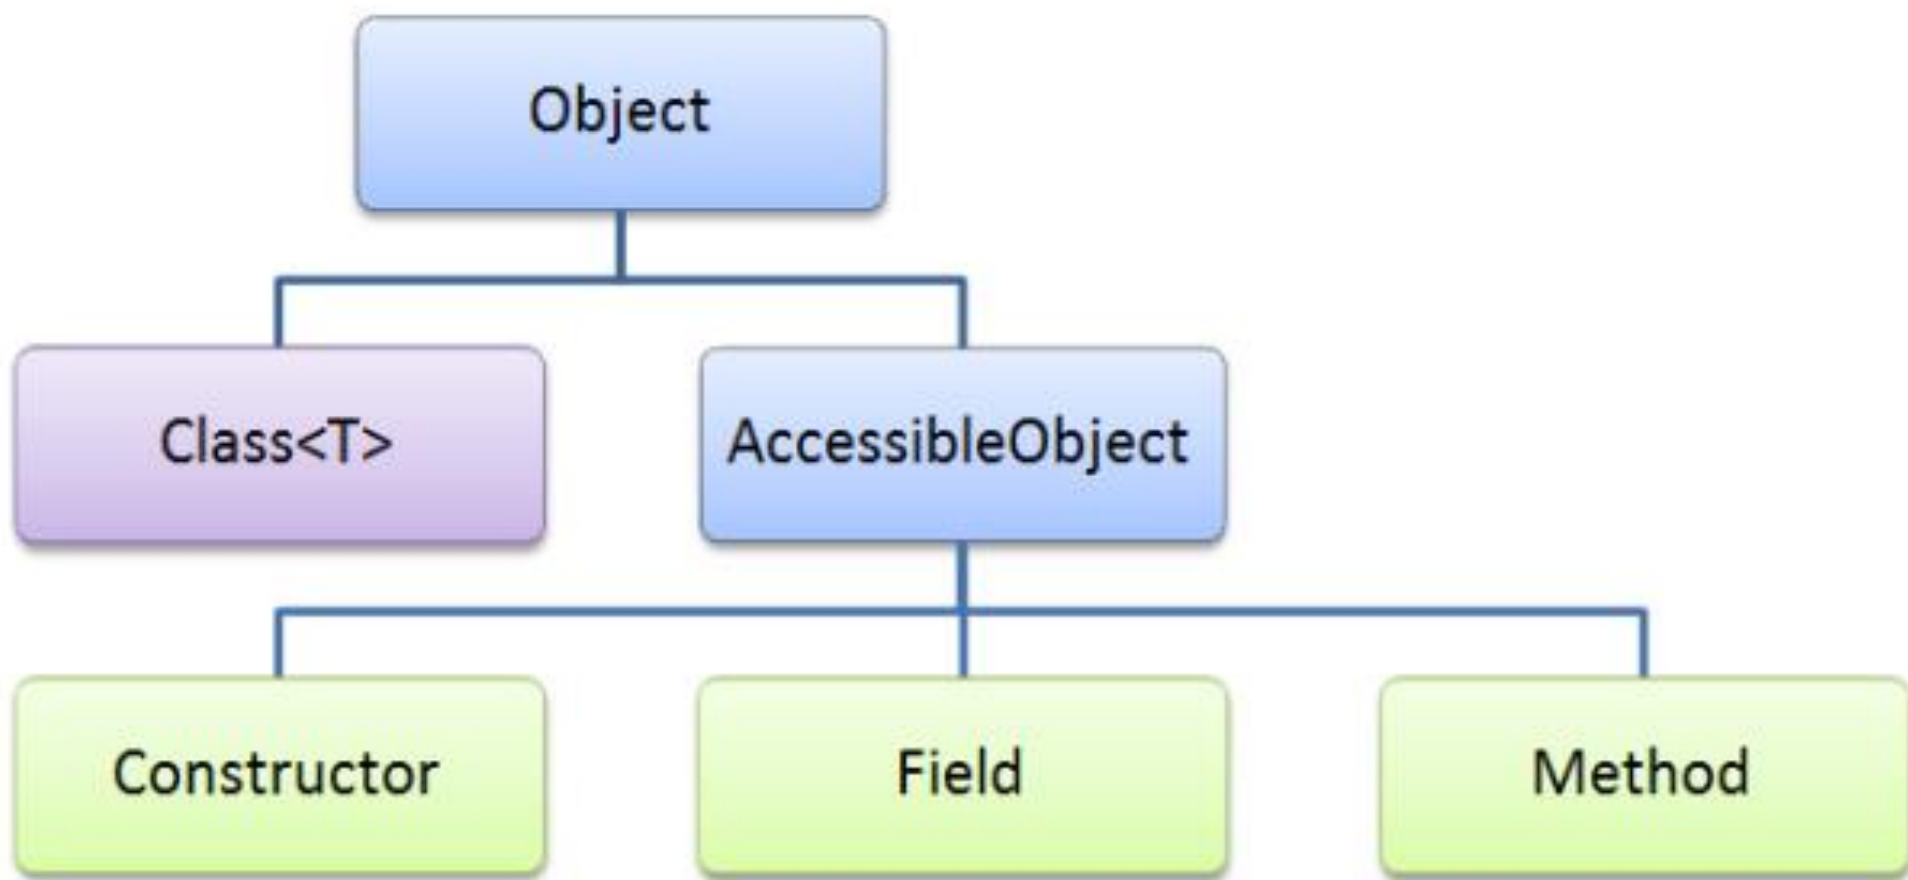 Object
Class<T>
AccessibleObject
Constructor
Field
Method